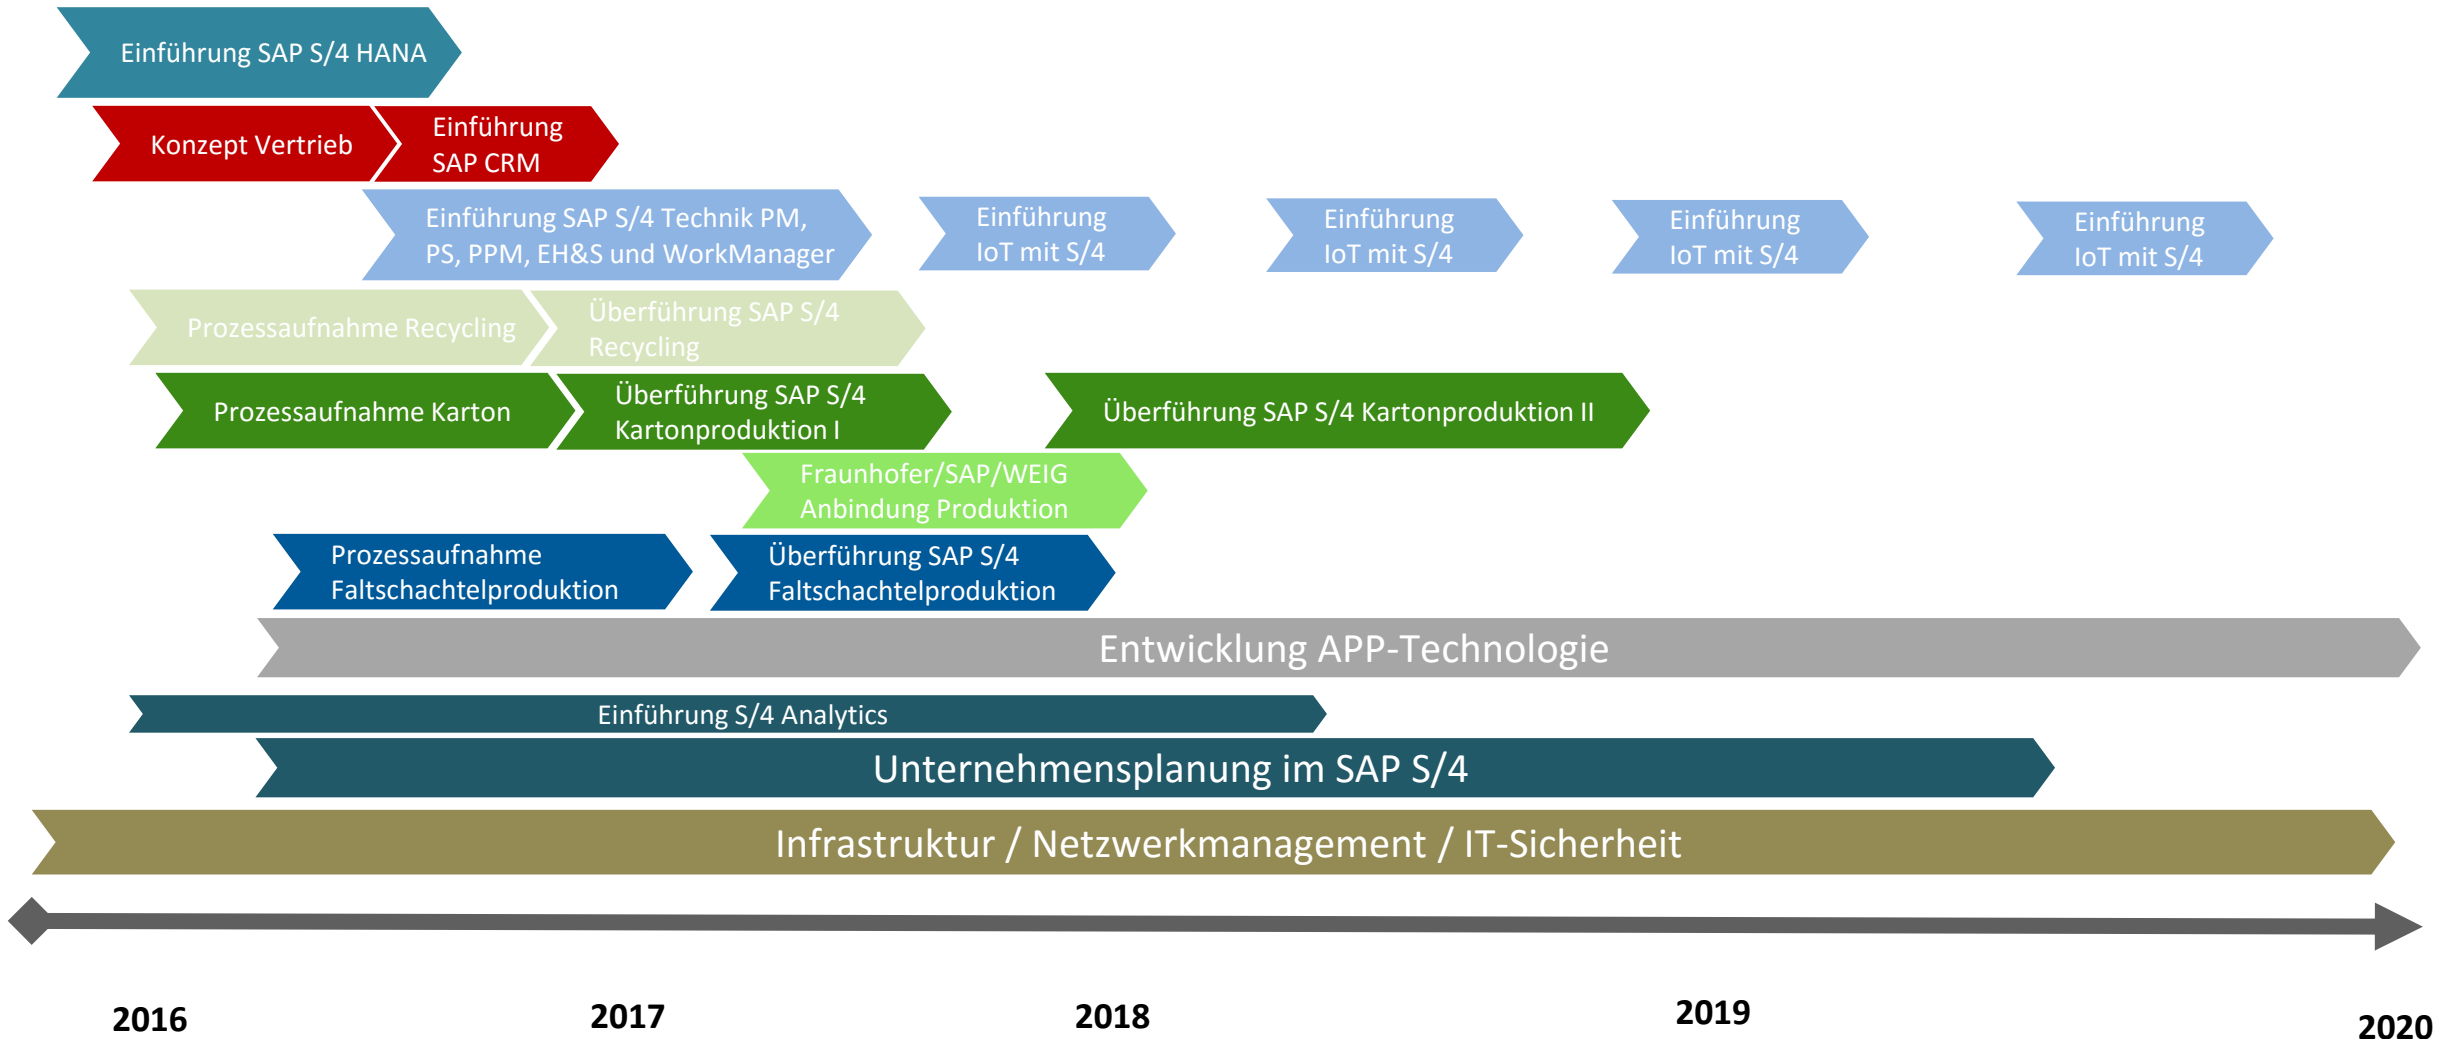 Einführung SAP S/4 HANA
Konzept Vertrieb
Einführung
SAP CRM
Einführung SAP S/4 Technik PM,
PS, PPM, EH&S und WorkManager
Einführung
IoT mit S/4
Einführung
IoT mit S/4
Einführung
IoT mit S/4
Einführung
IoT mit S/4
Prozessaufnahme Recycling
Überführung SAP S/4
Recycling
Prozessaufnahme Karton
Überführung SAP S/4
Kartonproduktion I
Überführung SAP S/4 Kartonproduktion II
Fraunhofer/SAP/WEIG
Anbindung Produktion
Prozessaufnahme
Faltschachtelproduktion
Überführung SAP S/4
Faltschachtelproduktion
Entwicklung APP-Technologie
Einführung S/4 Analytics
Unternehmensplanung im SAP S/4
Infrastruktur / Netzwerkmanagement / IT-Sicherheit
2016
2017
2018
2019
2020